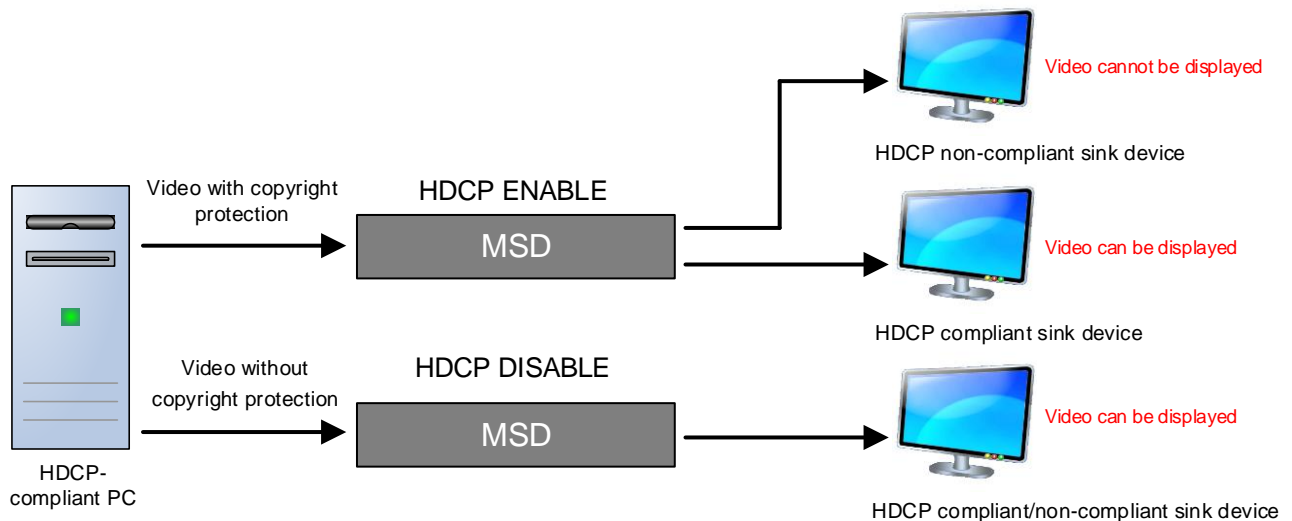 Video cannot be displayed
HDCP non-compliant sink device
Video with copyright
protection
HDCP ENABLE
MSD
Video can be displayed
HDCP compliant sink device
Video without
copyright protection
HDCP DISABLE
MSD
Video can be displayed
HDCP-
compliant PC
HDCP compliant/non-compliant sink device